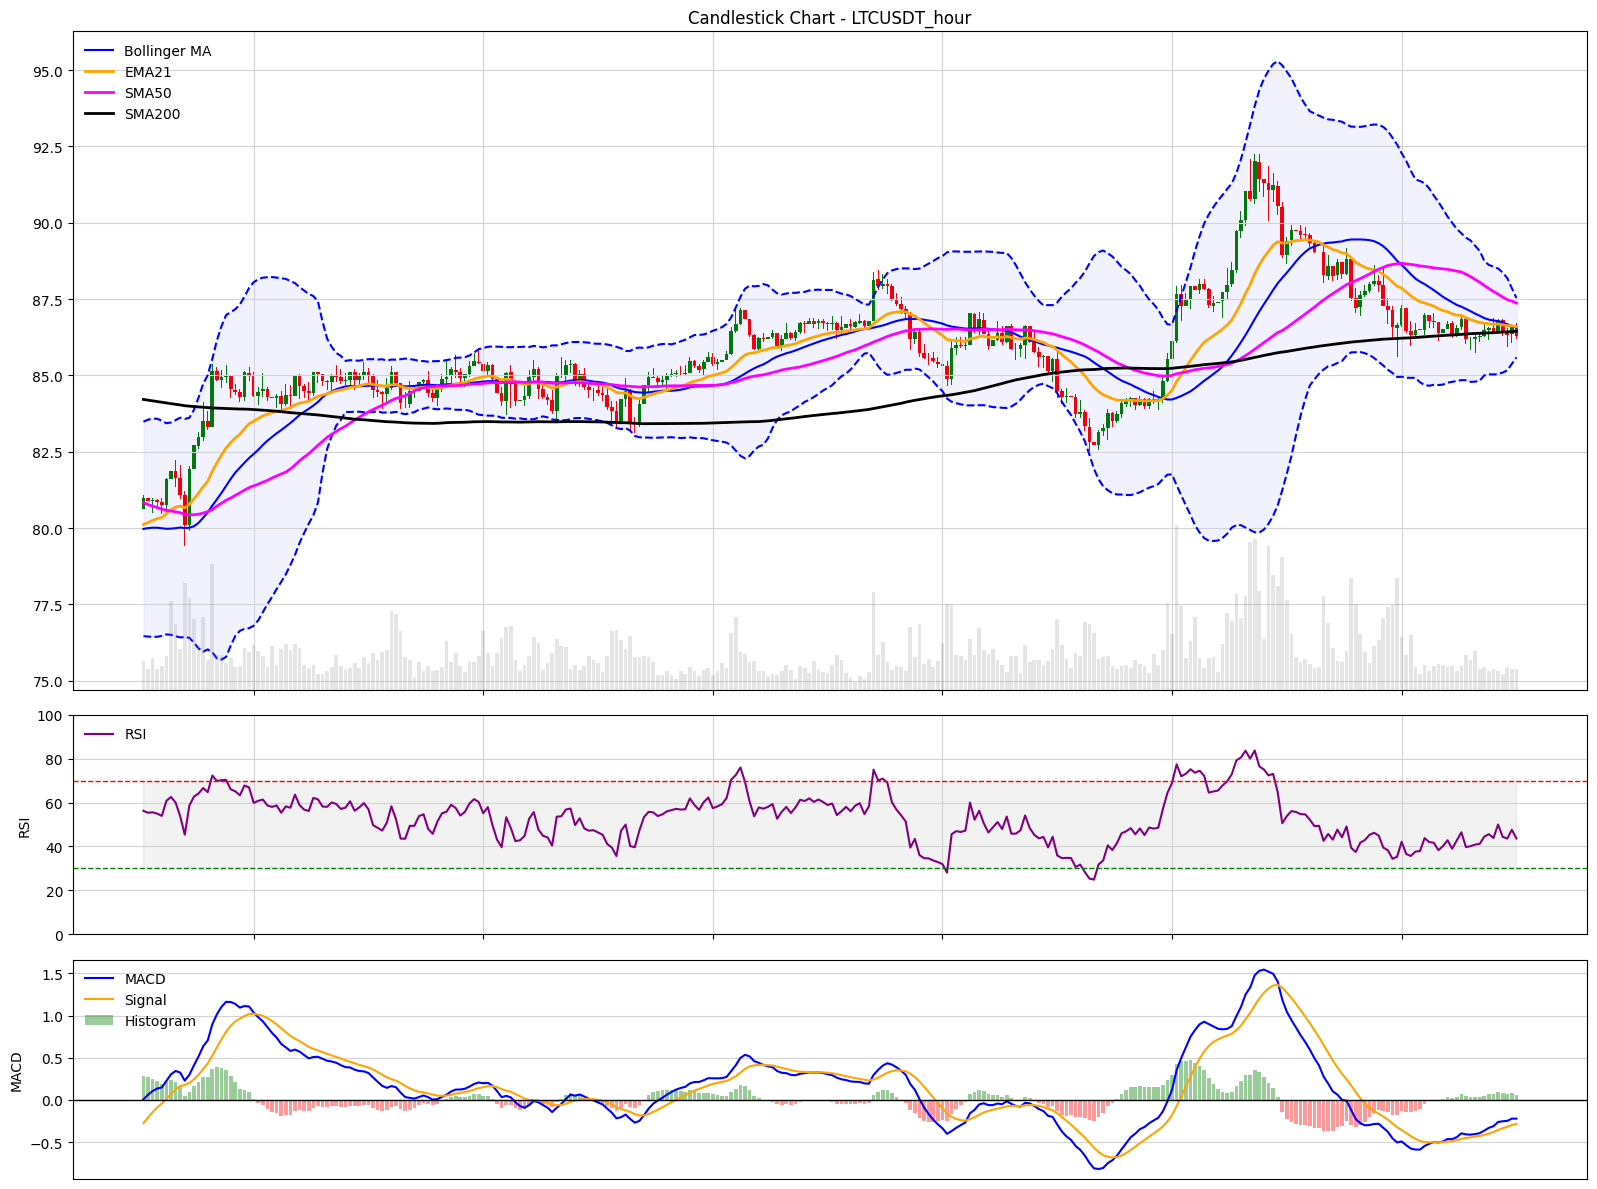 Candlestick Chart - LTCUSDT_hour
Bollinger MA
EMA21
SMA50
SMA200
95.0
92.5
90.0
87.5
85.0
82.5
80.0
77.5
75.0
RSI
100
80
60
40
20
0
RSI
MACD
Signal
Histogram
1.5
1.0
0.5
0.0
−0.5
MACD